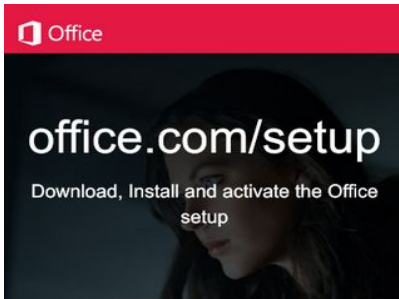 Office
office.com/setup
Download, Install and activate the Office
setup